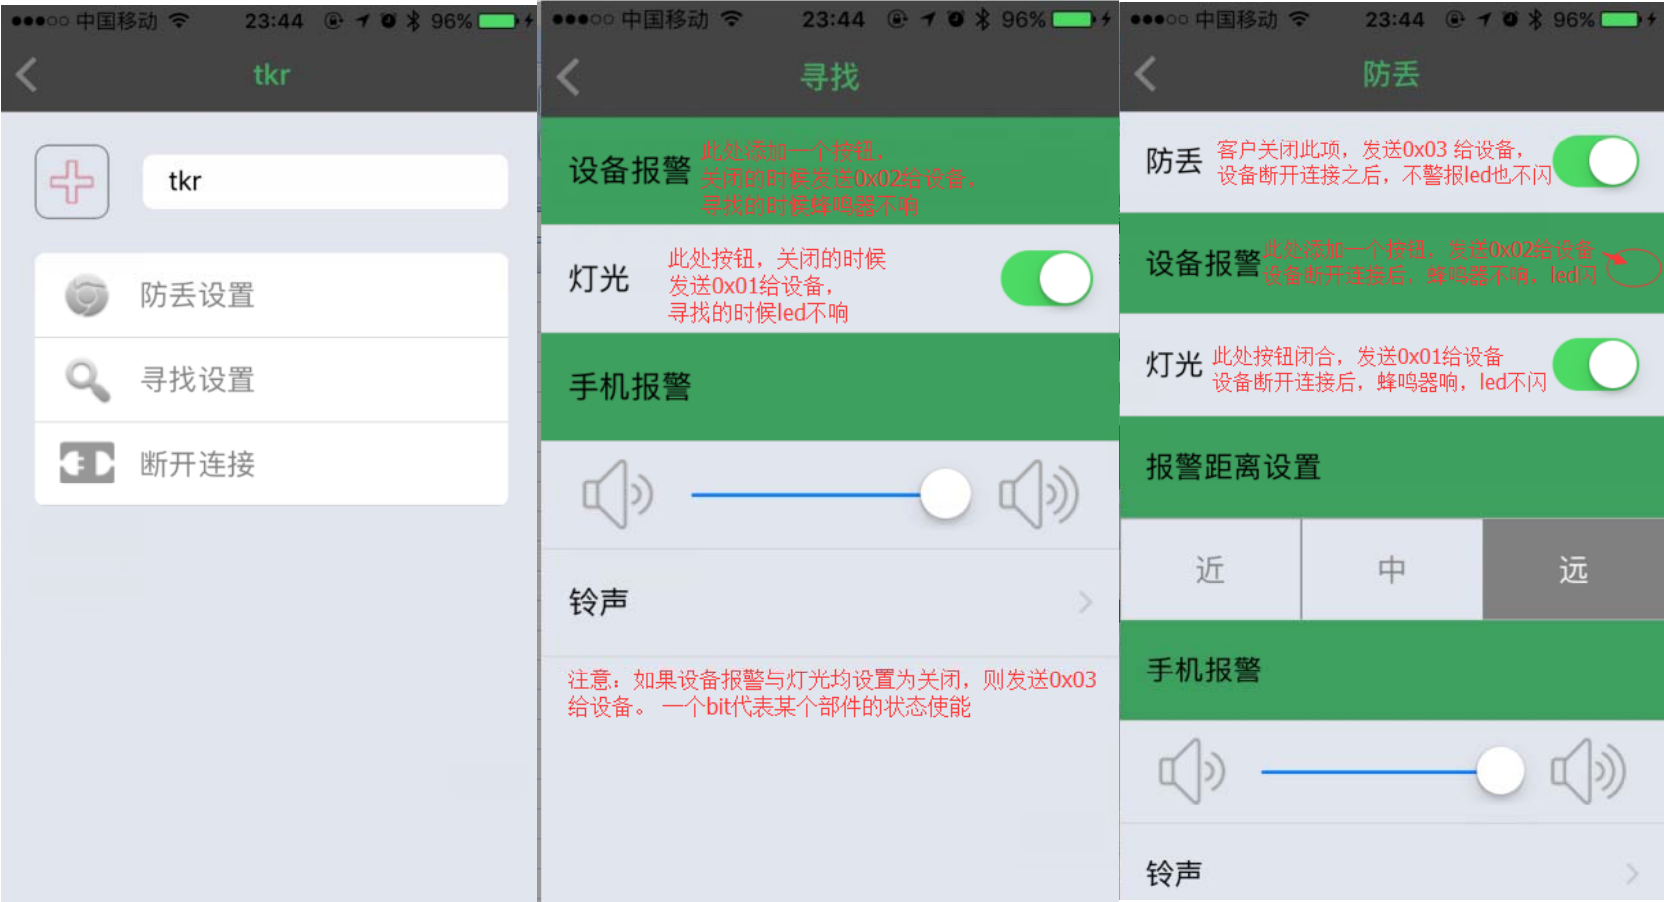 中国移动 23:44 96%
tkr
tkr
防丢设置
寻找设置
断开连接
中国移动 23:44 96%
寻找
设备报警
此处添加一个按钮，
关闭的时候发送0x02给设备，
寻找的时候蜂鸣器不响
灯光
此处按钮，关闭的时候
发送0x01给设备，
寻找的时候led不响
手机报警
铃声
注意：如果设备报警与灯光均设置为关闭，则发送0x03
给设备。 一个bit代表某个部件的状态使能
中国移动 23:44 96%
防丢
防丢
客户关闭此项，发送0x03 给设备，
设备断开连接之后，不警报led也不闪
设备报警
此处添加一个按钮，发送0x02给设备
设备断开连接后，蜂鸣器不响，led闪
灯光
此处按钮闭合，发送0x01给设备
设备断开连接后，蜂鸣器响，led不闪
报警距离设置
近 中 远
手机报警
铃声